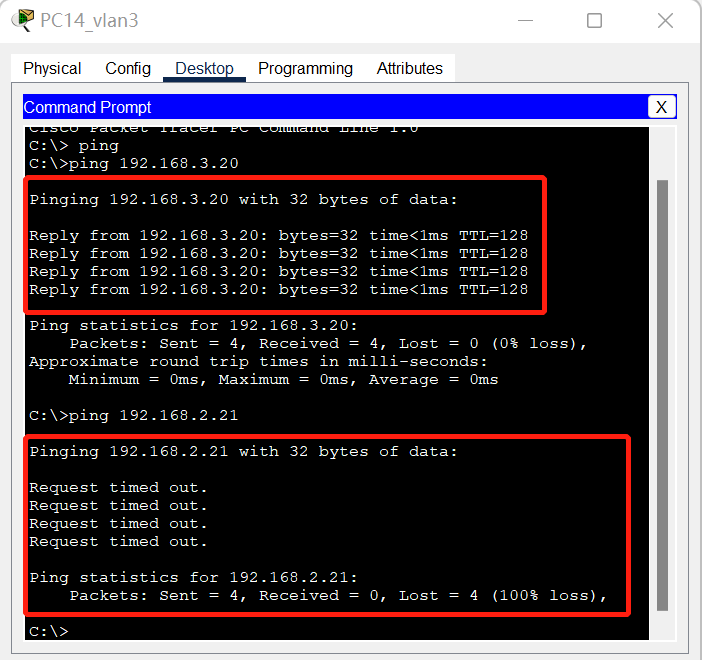 PC14_vlan3
Physical Config Desktop Programming Attributes
Command Prompt
X
Cisco Packet Tracer PC Command Line 1.0
C:\> ping
C:\>ping 192.168.3.20
Pinging 192.168.3.20 with 32 bytes of data:
Reply from 192.168.3.20: bytes=32 time<1ms TTL=128
Reply from 192.168.3.20: bytes=32 time<1ms TTL=128
Reply from 192.168.3.20: bytes=32 time<1ms TTL=128
Reply from 192.168.3.20: bytes=32 time<1ms TTL=128
Ping statistics for 192.168.3.20:
Packets: Sent = 4, Received = 4, Lost = 0 (0% loss),
Approximate round trip times in milli-seconds:
Minimum = 0ms, Maximum = 0ms, Average = 0ms
C:\>ping 192.168.2.21
Pinging 192.168.2.21 with 32 bytes of data:
Request timed out.
Request timed out.
Request timed out.
Request timed out.
Ping statistics for 192.168.2.21:
Packets: Sent = 4, Received = 0, Lost = 4 (100% loss),
C:\>